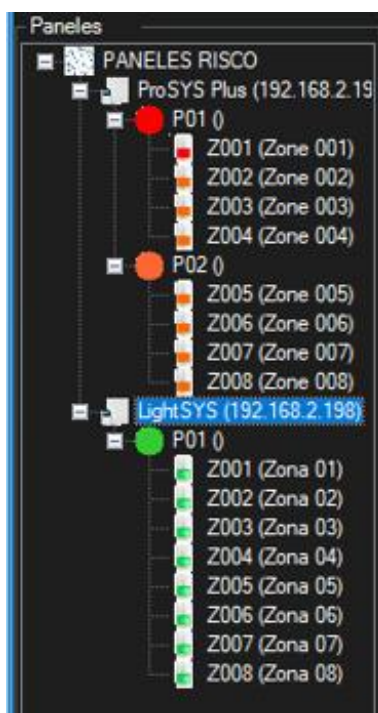 Paneles
PANELES RISCO
ProSYS Plus (192.168.2.19
P01 ()
Z001 (Zone 001)
Z002 (Zone 002)
Z003 (Zone 003)
Z004 (Zone 004)
P02 ()
Z005 (Zone 005)
Z006 (Zone 006)
Z007 (Zone 007)
Z008 (Zone 008)
LightSYS (192.168.2.198)
P01 ()
Z001 (Zona 01)
Z002 (Zona 02)
Z003 (Zona 03)
Z004 (Zona 04)
Z005 (Zona 05)
Z006 (Zona 06)
Z007 (Zona 07)
Z008 (Zona 08)